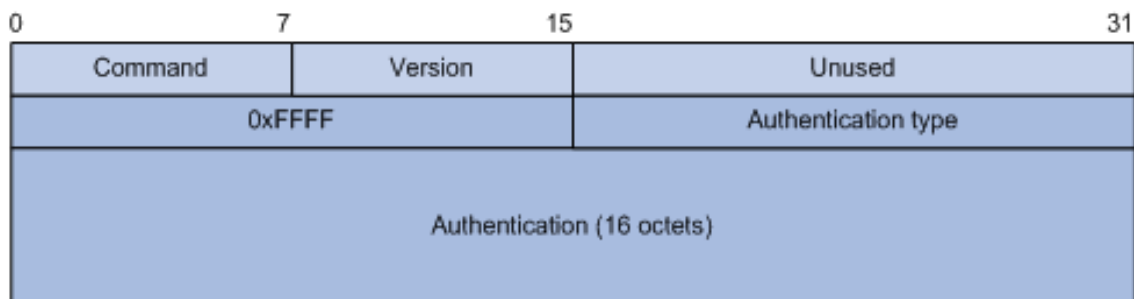 0 7 15 31
Command Version Unused
0xFFFF Authentication type
Authentication (16 octets)